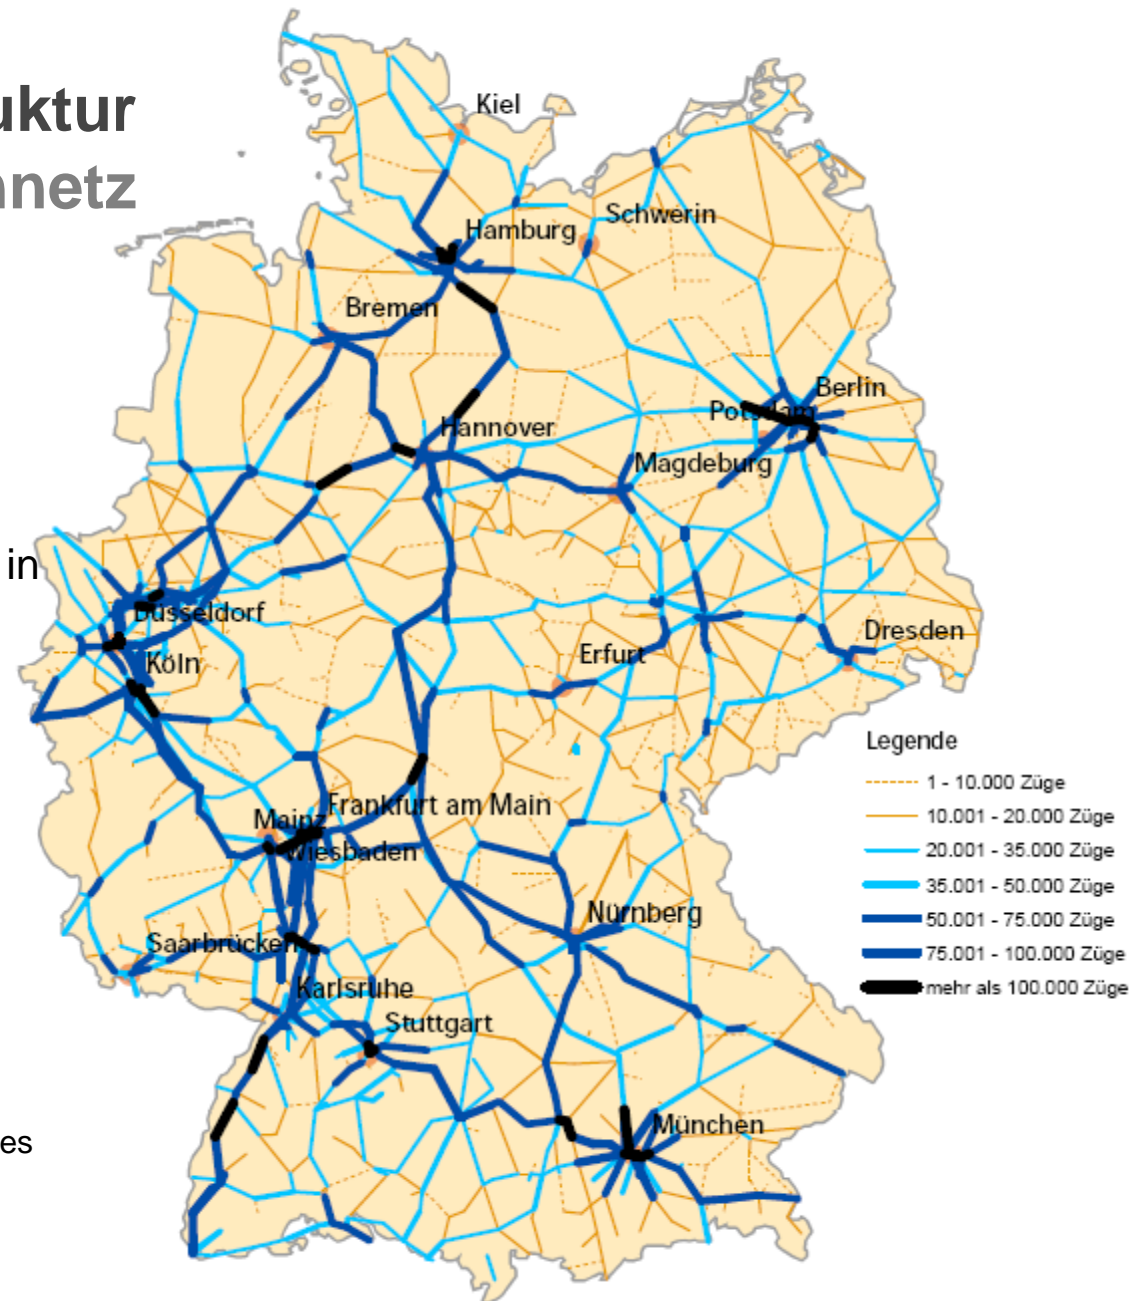 uktur
nnetz
Kiel
Schwerin
Hamburg
Bremen
Berlin
Potsdam
Hannover
Magdeburg
in
Düsseldorf
Dresden
Erfurt
Köln
Legende
1 - 10.000 Züge
10.001 - 20.000 Züge
20.001 - 35.000 Züge
35.001 - 50.000 Züge
50.001 - 75.000 Züge
75.001 - 100.000 Züge
mehr als 100.000 Züge
Frankfurt am Main
Mainz
Wiesbaden
Nürnberg
Saarbrücken
Karlsruhe
Stuttgart
München
es